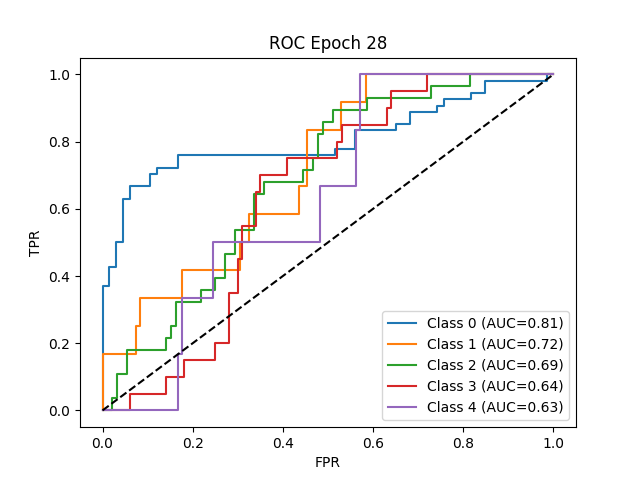 ROC Epoch 28
TPR
1.0
0.8
0.6
0.4
0.2
0.0
Class 0 (AUC=0.81)
Class 1 (AUC=0.72)
Class 2 (AUC=0.69)
Class 3 (AUC=0.64)
Class 4 (AUC=0.63)
0.0 0.2 0.4 0.6 0.8 1.0
FPR